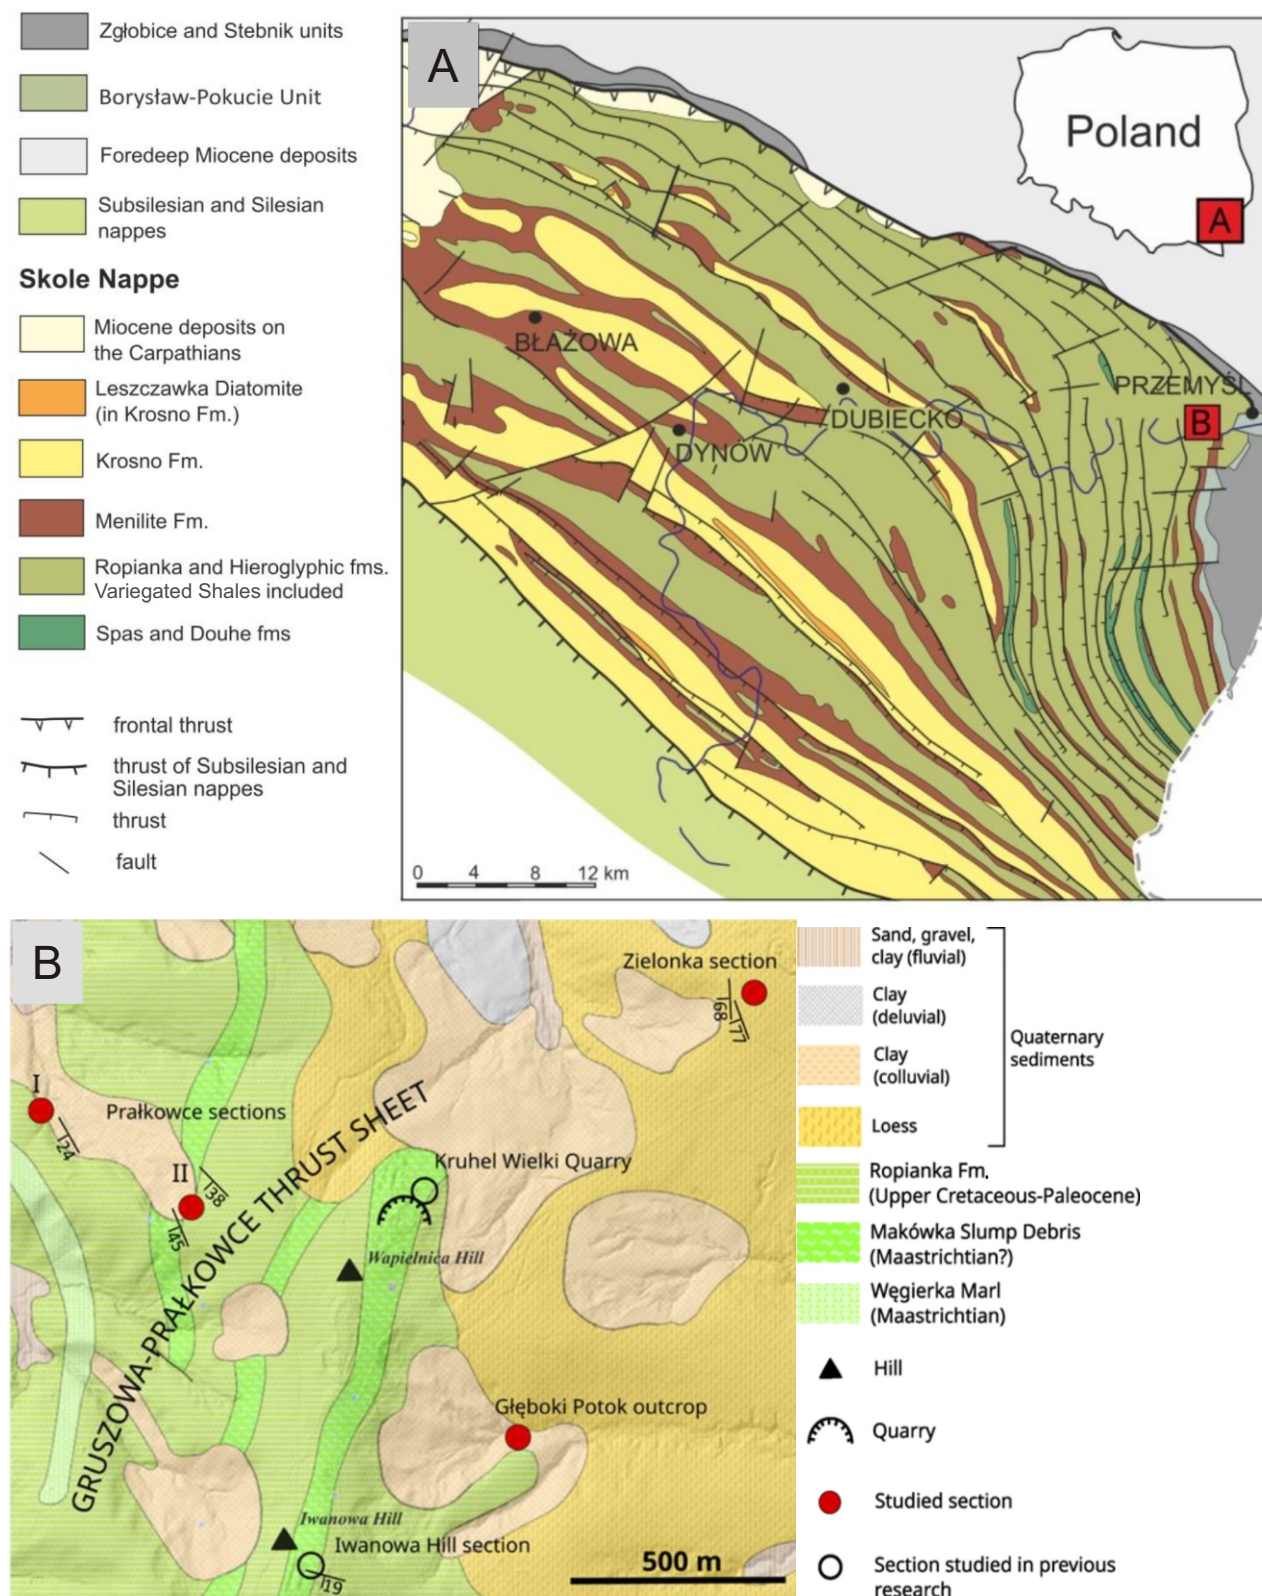 Zgłobice and Stebnik units
Borysław-Pokucie Unit
Foredeep Miocene deposits
Subsilesian and Silesian
nappes
Skole Nappe
Miocene deposits on
the Carpathians
Leszczawka Diatomite
(in Krosno Fm.)
Krosno Fm.
Menilite Fm.
Ropianka and Hieroglyphic fms.
Variegated Shales included
Spas and Douhe fms
frontal thrust
thrust of Subsilesian and
Silesian nappes
thrust
fault
A
Poland
A
BŁAŻOWA
PRZEMYŚL
B
DUBIECKO
DYNÓW
0 4 8 12 km
B
Zielonka section
68
77
I
Prałkowce sections
24
II
38
45
GRUSZOWA-PRAŁKOWCE THRUST SHEET
Kruhel Wielki Quarry
Wapielnica Hill
Głęboki Potok outcrop
Iwanowa Hill
Iwanowa Hill section
19
500 m
Sand, gravel,
clay (fluvial)
Clay
(deluvial)
Clay
(colluvial)
Loess
Quaternary
sediments
Ropianka Fm.
(Upper Cretaceous-Paleocene)
Makówka Slump Debris
(Maastrichtian?)
Węgierka Marl
(Maastrichtian)
Hill
Quarry
Studied section
Section studied in previous
research